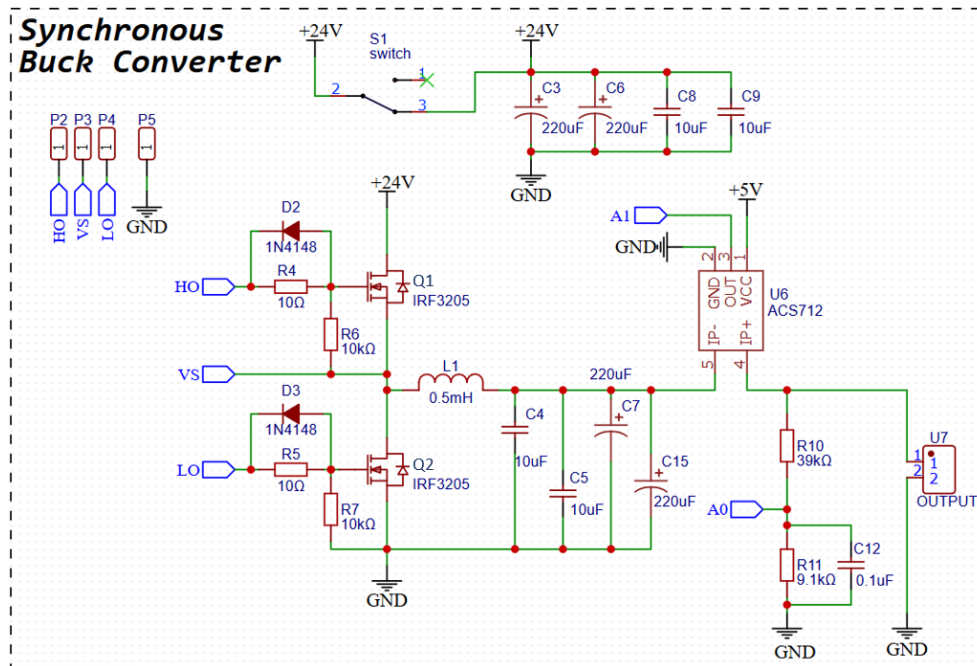 Synchronous
Buck Converter
+24V
S1
switch
1
2
3
+24V
C3
220uF
C6
220uF
C8
10uF
C9
10uF
GND
P2
P3
P4
P5
1
1
1
1
HO
VS
LO
GND
+24V
D2
1N4148
HO
R4
10Ω
Q1
IRF3205
R6
10kΩ
VS
L1
0.5mH
D3
1N4148
LO
R5
10Ω
Q2
IRF3205
R7
10kΩ
GND
C4
10uF
C5
10uF
220uF
C7
C15
220uF
+5V
A1
GND
2
3
1
GND
OUT
VCC
U6
ACS712
IP-
IP+
5
4
R10
39kΩ
A0
R11
9.1kΩ
C12
0.1uF
GND
U7
1
2
1
2
OUTPUT
GND